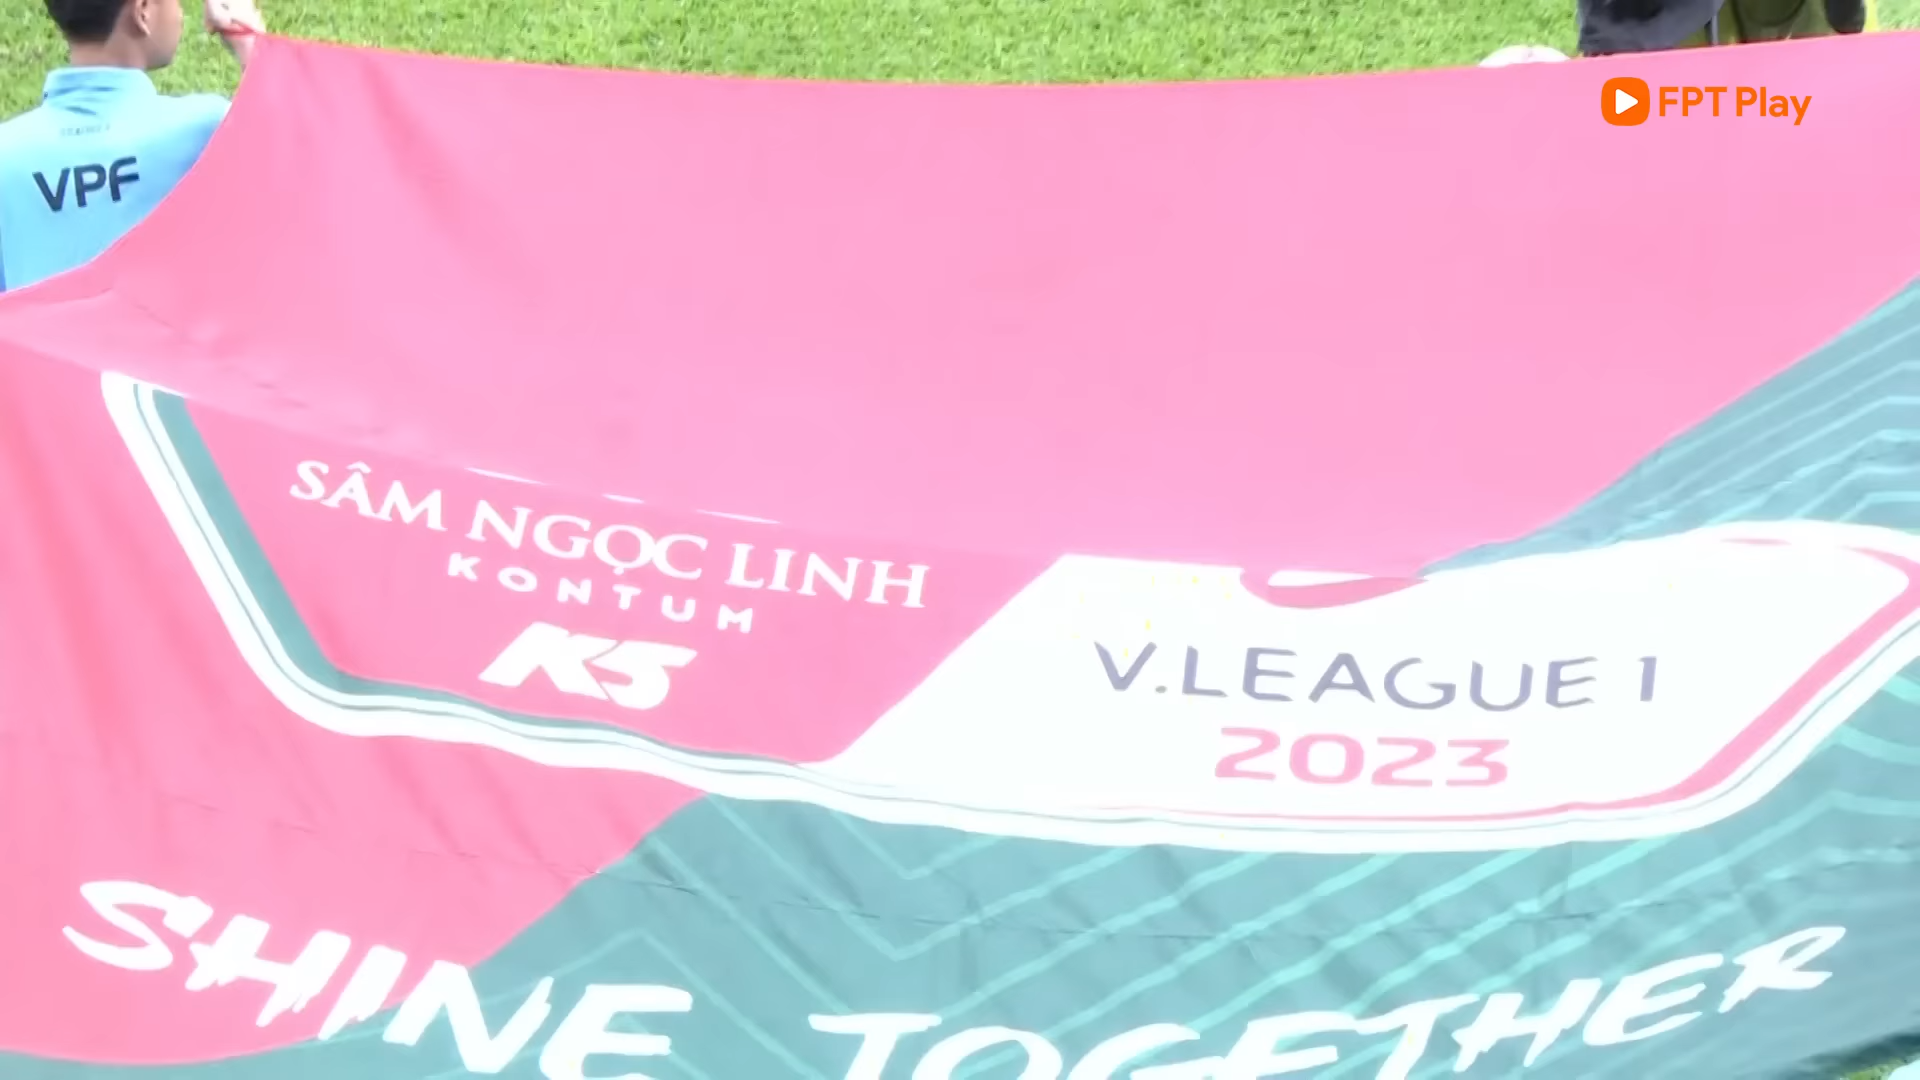 FPT Play
VPF
SÂM NGỌC LINH
KONTUM
K5
V.LEAGUE 1
2023
SHINE TOGETHER